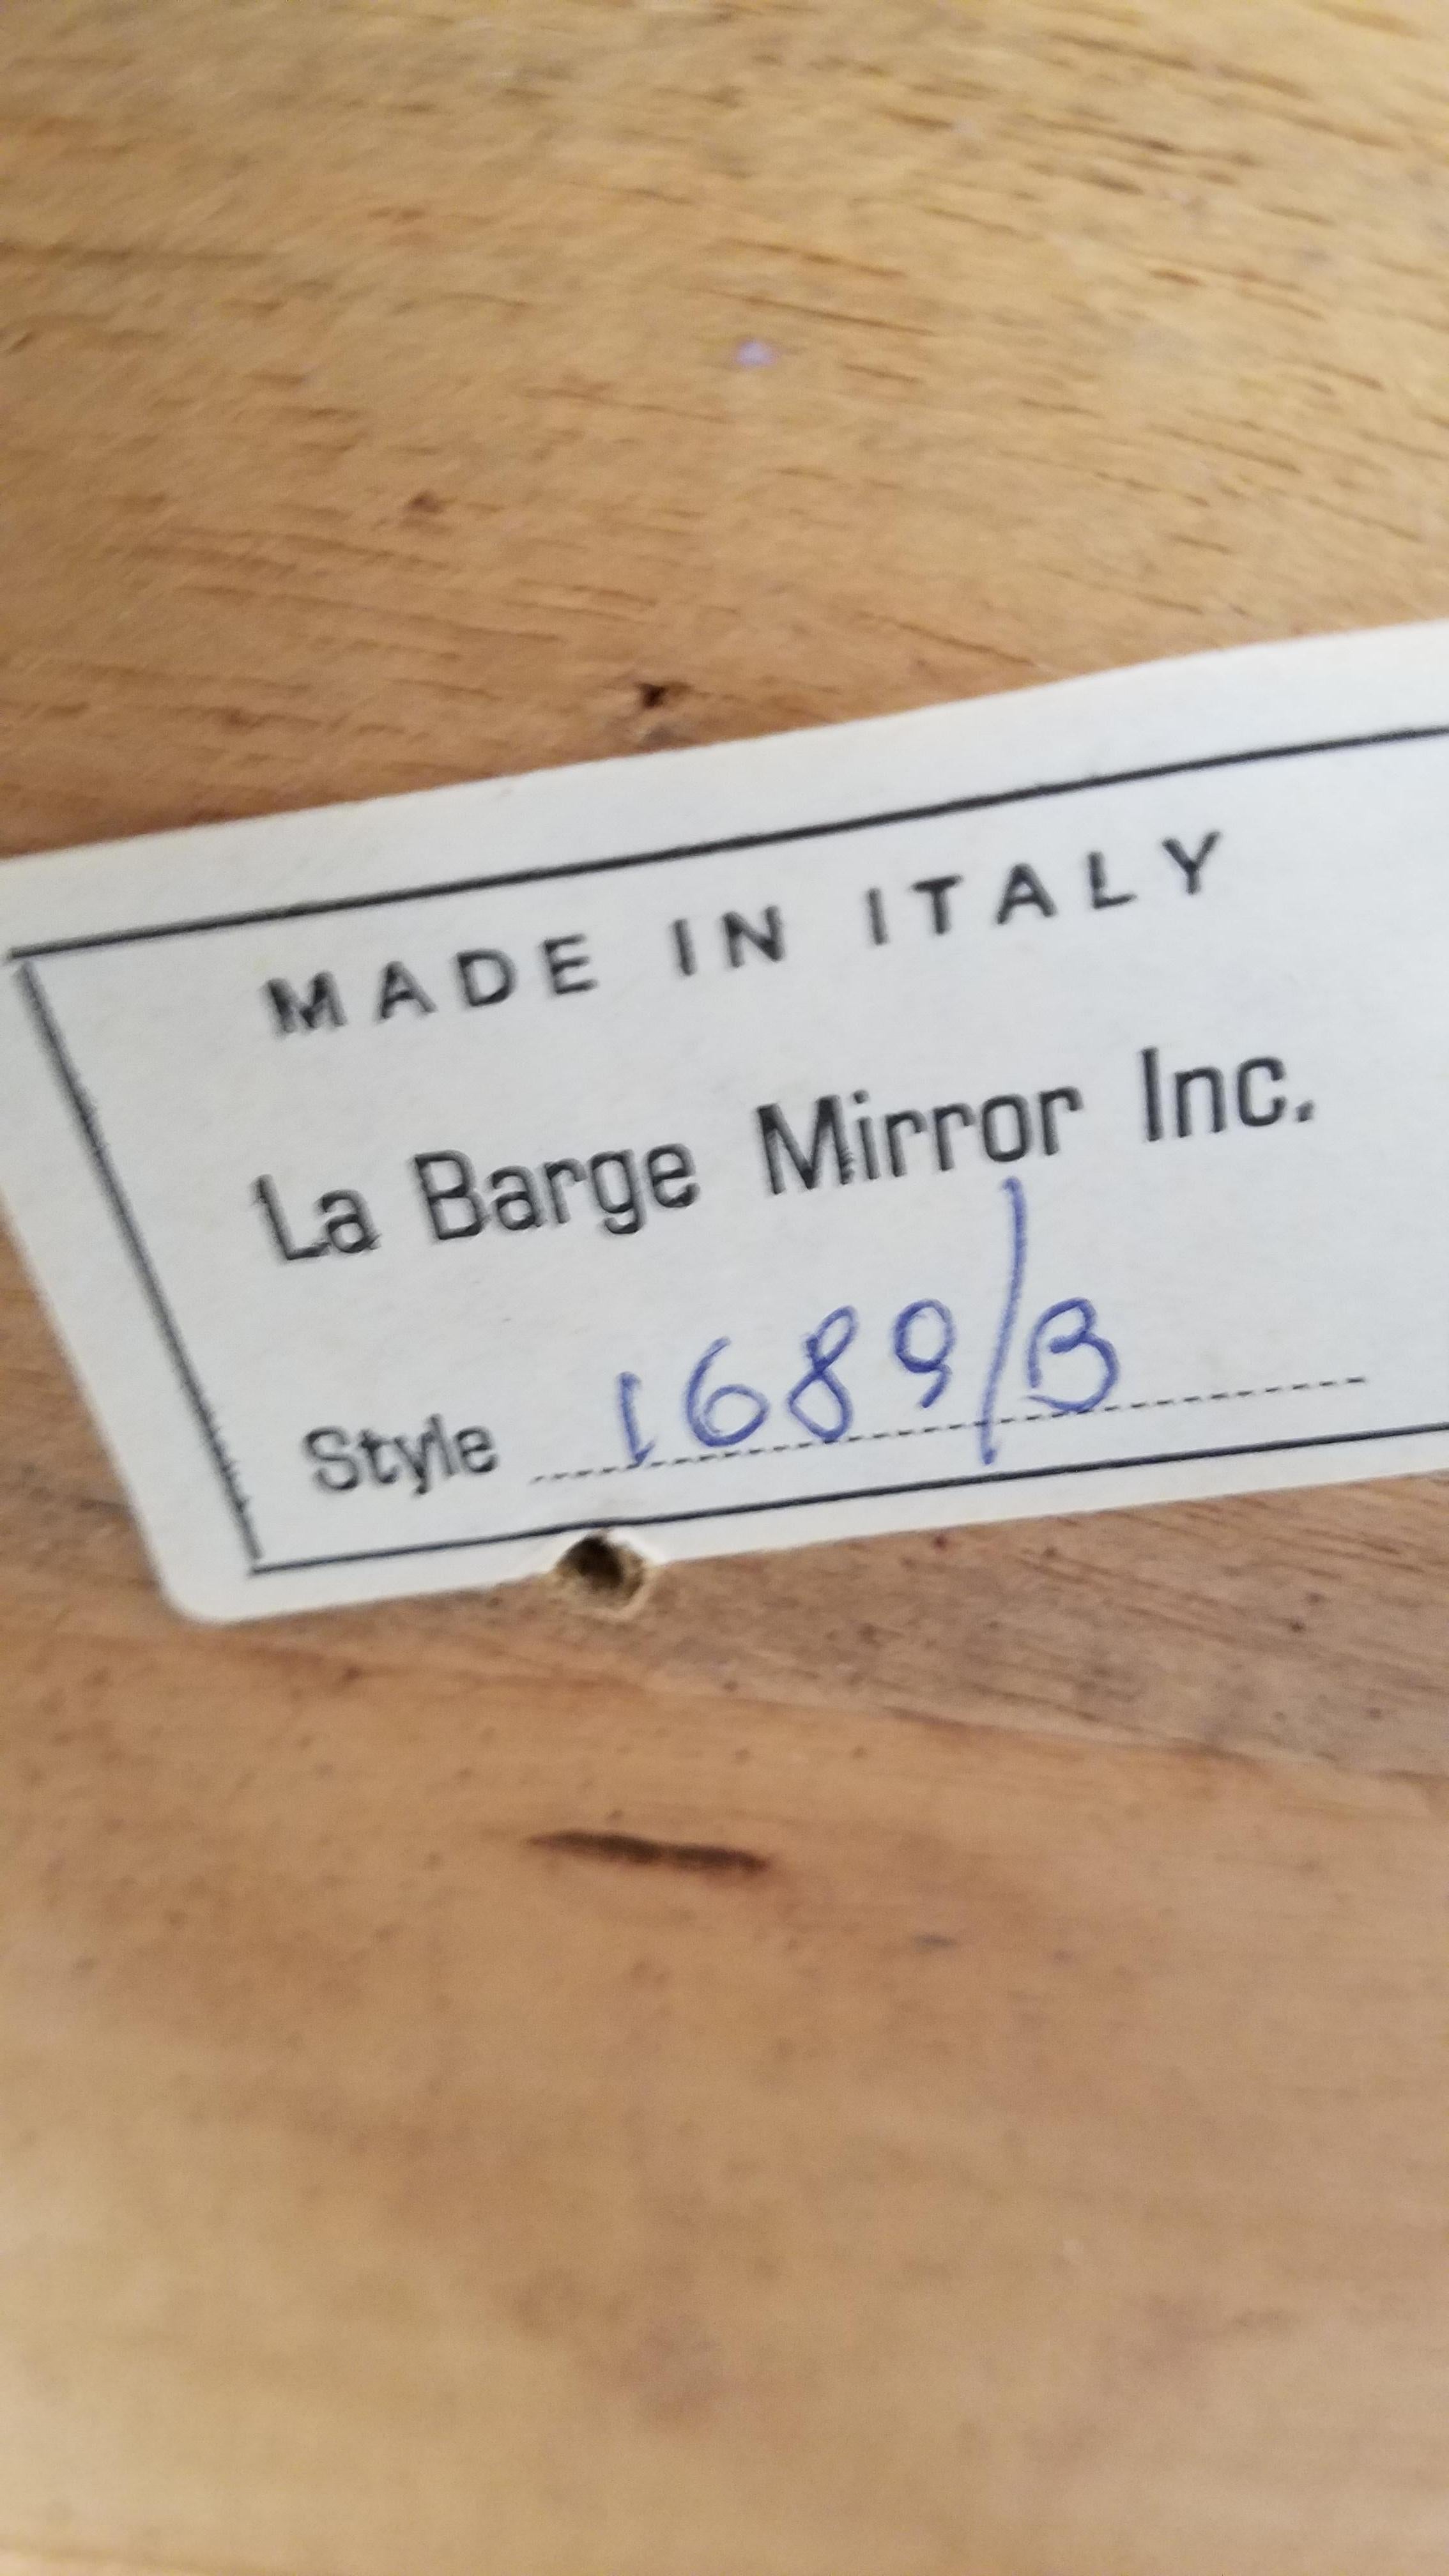 MADE IN ITALY
La Barge Mirror Inc.
Style 1689/B